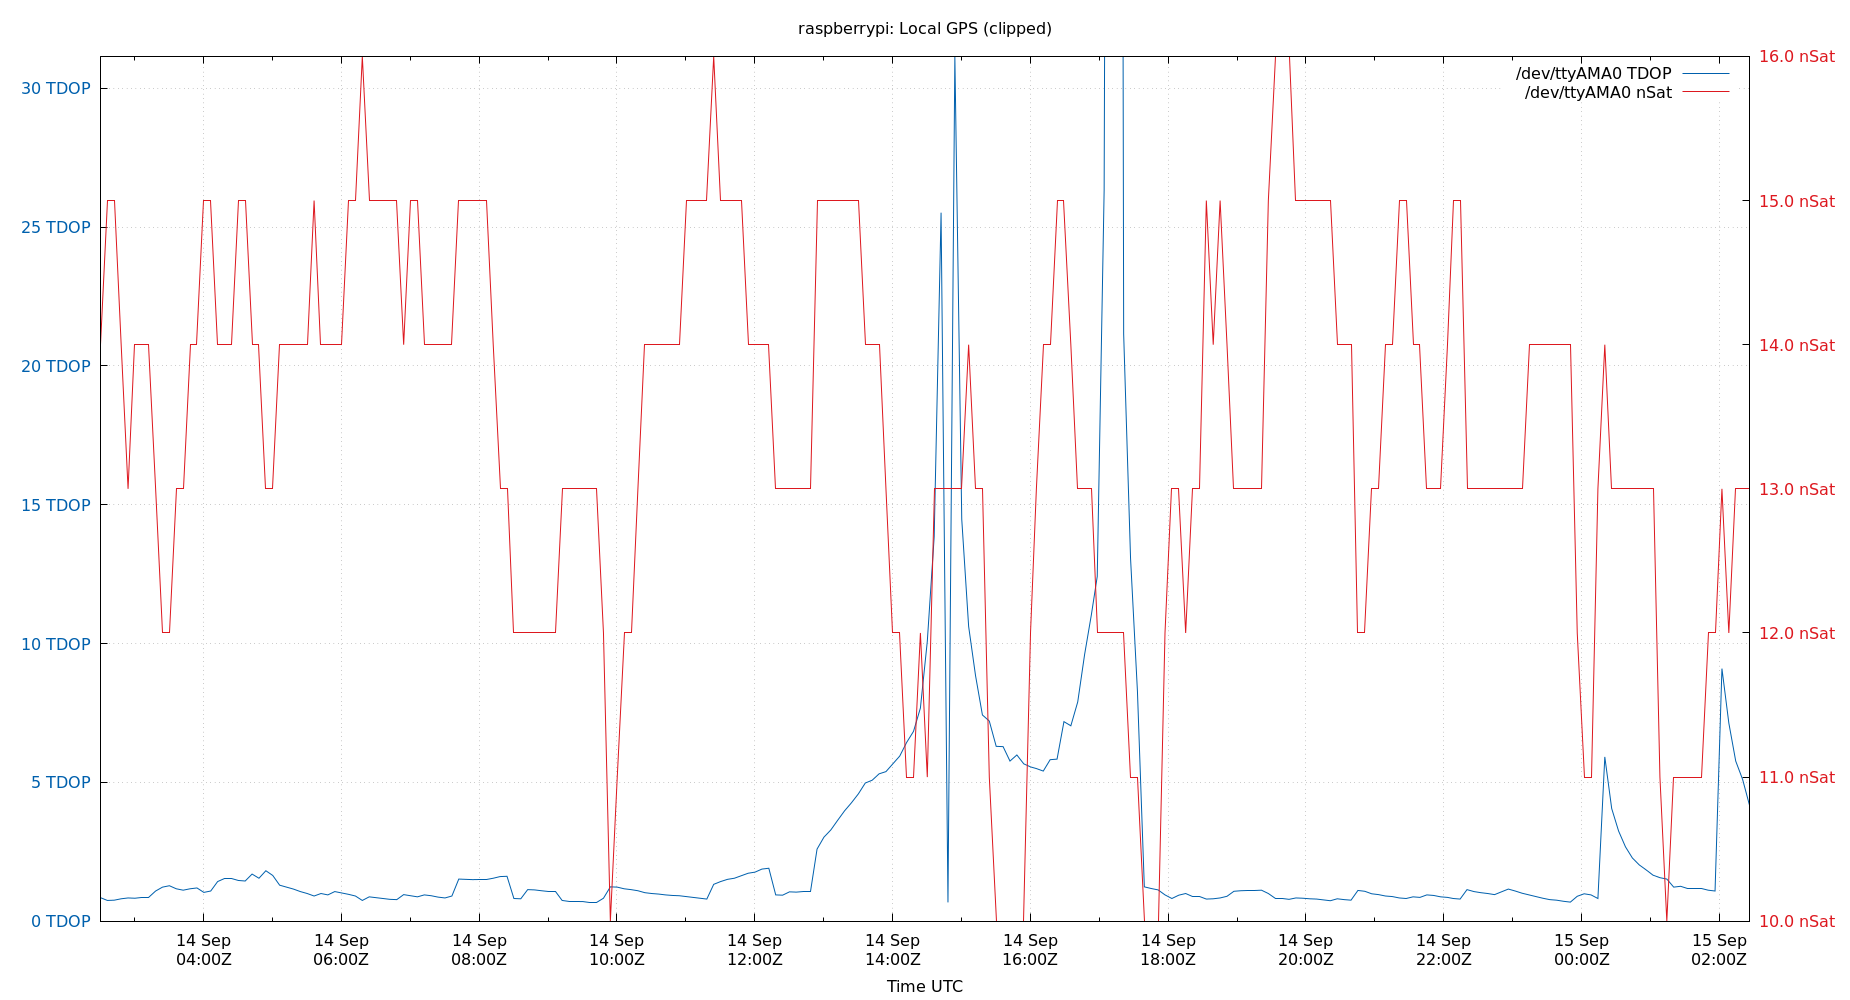 raspberrypi: Local GPS (clipped)
/dev/ttyAMA0 TDOP
/dev/ttyAMA0 nSat
30 TDOP
25 TDOP
20 TDOP
15 TDOP
10 TDOP
5 TDOP
0 TDOP
16.0 nSat
15.0 nSat
14.0 nSat
13.0 nSat
12.0 nSat
11.0 nSat
10.0 nSat
14 Sep
04:00Z
14 Sep
06:00Z
14 Sep
08:00Z
14 Sep
10:00Z
14 Sep
12:00Z
14 Sep
14:00Z
14 Sep
16:00Z
14 Sep
18:00Z
14 Sep
20:00Z
14 Sep
22:00Z
15 Sep
00:00Z
15 Sep
02:00Z
Time UTC